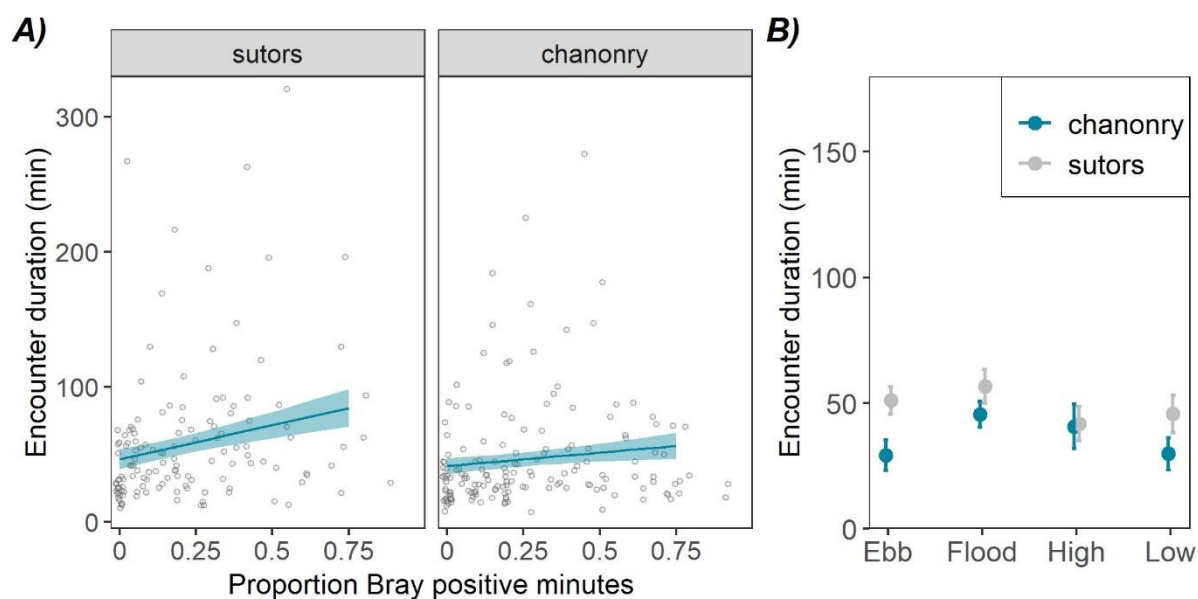 A)
sutors
chanonry
Encounter duration (min)
300
200
100
0
0 0.25 0.5 0.75
0 0.25 0.5 0.75
Proportion Bray positive minutes
B)
chanonry
sutors
Encounter duration (min)
150
100
50
0
Ebb Flood High Low